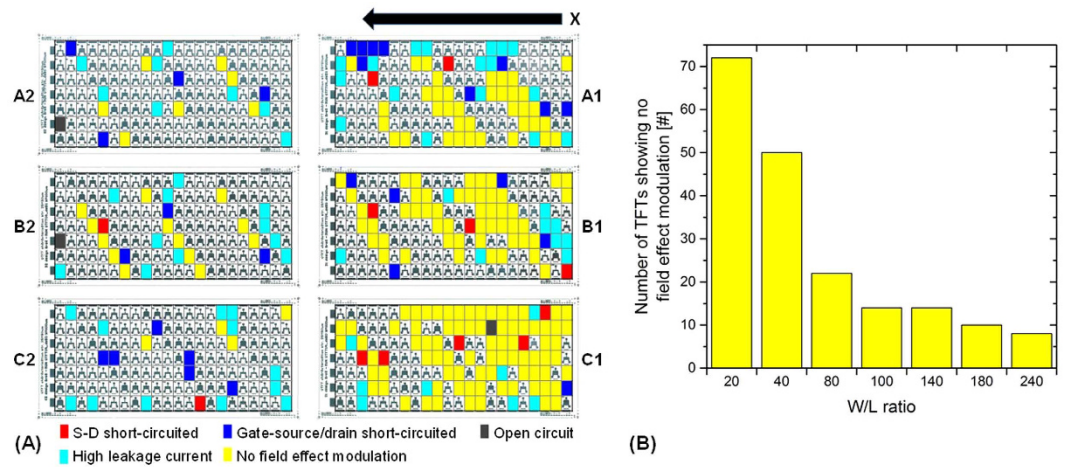 X
A2
A1
B2
B1
C2
C1
(A)
S-D short-circuited
Gate-source/drain short-circuited
Open circuit
High leakage current
No field effect modulation
Number of TFTs showing no
field effect modulation [#]
70
60
50
40
30
20
10
0
20 40 80 100 140 180 240
W/L ratio
(B)